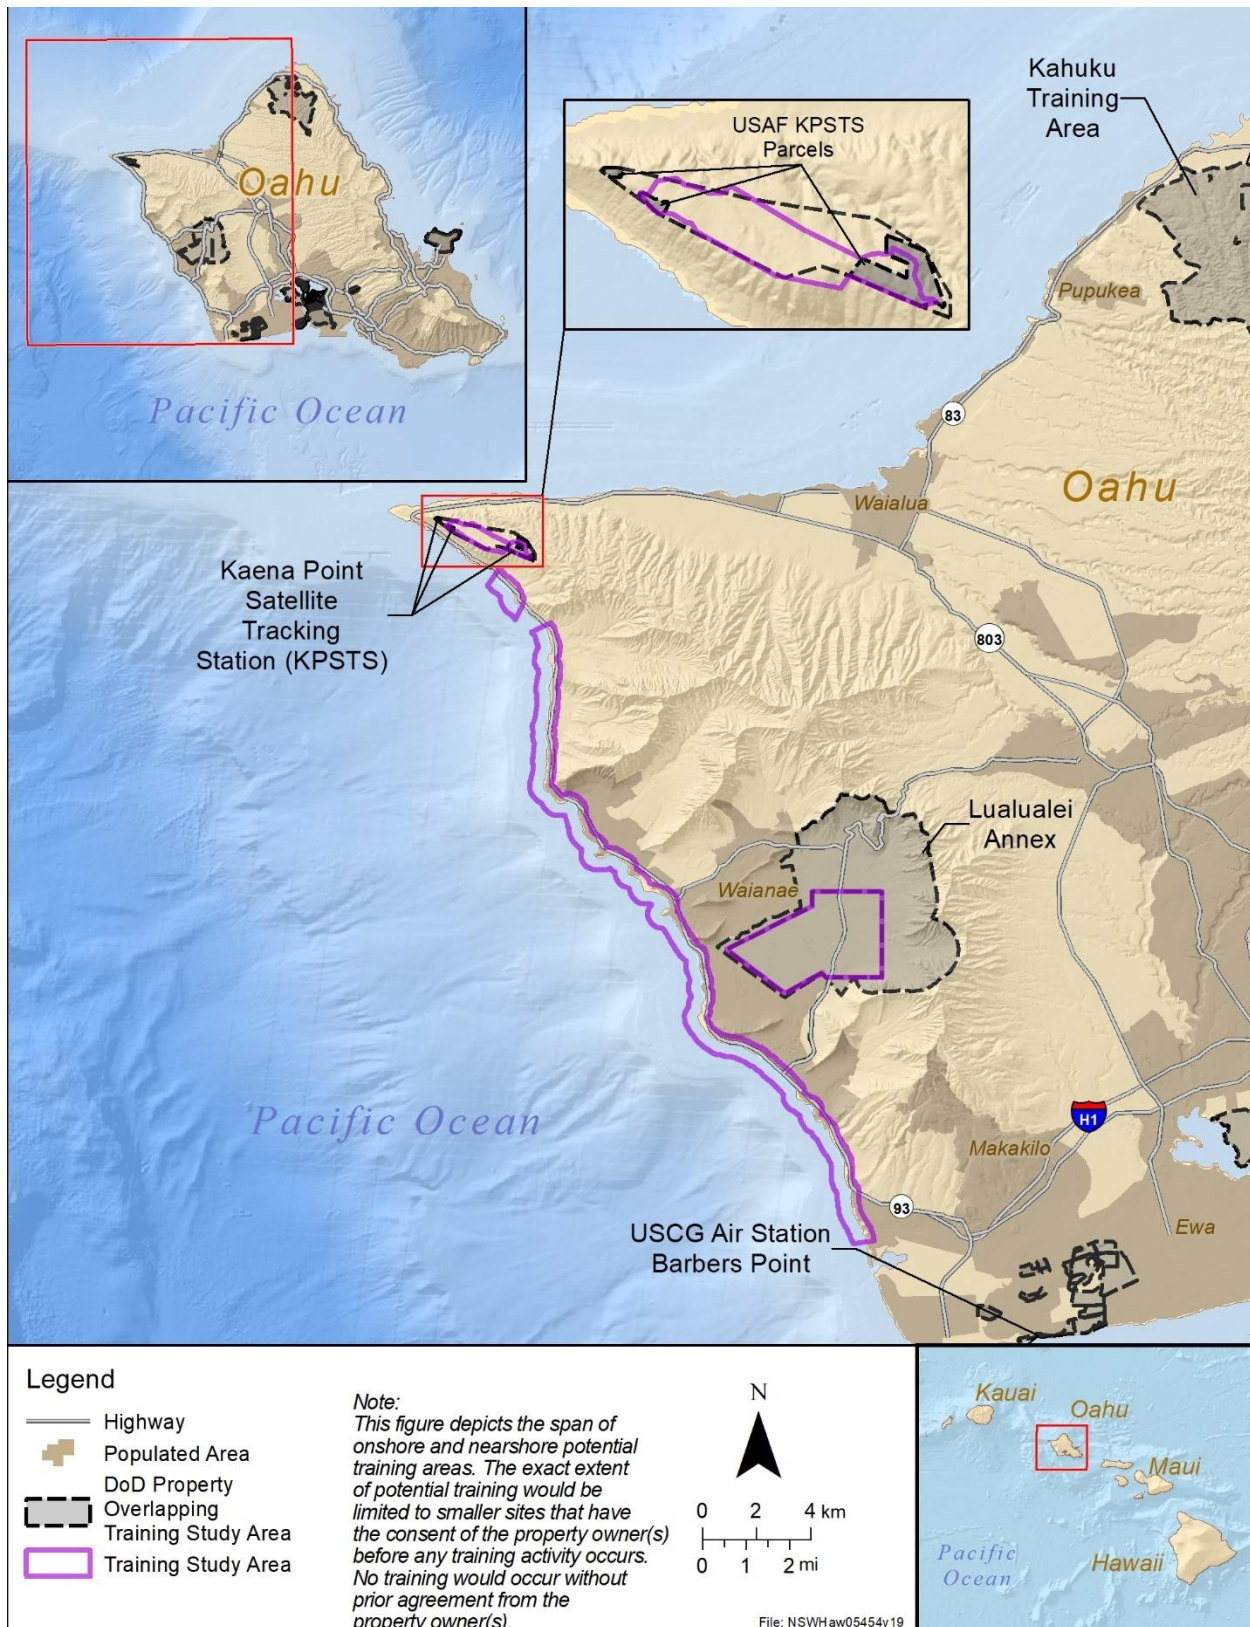 Oahu
Pacific Ocean
USAF KPSTS
Parcels
Kahuku
Training
Area
Pupukea
83
Oahu
Waialua
Kaena Point
Satellite
Tracking
Station (KPSTS)
803
Lualualei
Annex
Waianae
Pacific Ocean
H1
Makakilo
93
Ewa
USCG Air Station
Barbers Point
Legend
Highway
Populated Area
DoD Property
Overlapping
Training Study Area
Training Study Area
Note:
This figure depicts the span of
onshore and nearshore potential
training areas. The exact extent
of potential training would be
limited to smaller sites that have
the consent of the property owner(s)
before any training activity occurs.
No training would occur without
prior agreement from the
property owner(s).
N
0 2 4 km
0 1 2 mi
File: NSWHaw05454v19
Kauai
Oahu
Maui
Hawaii
Pacific
Ocean